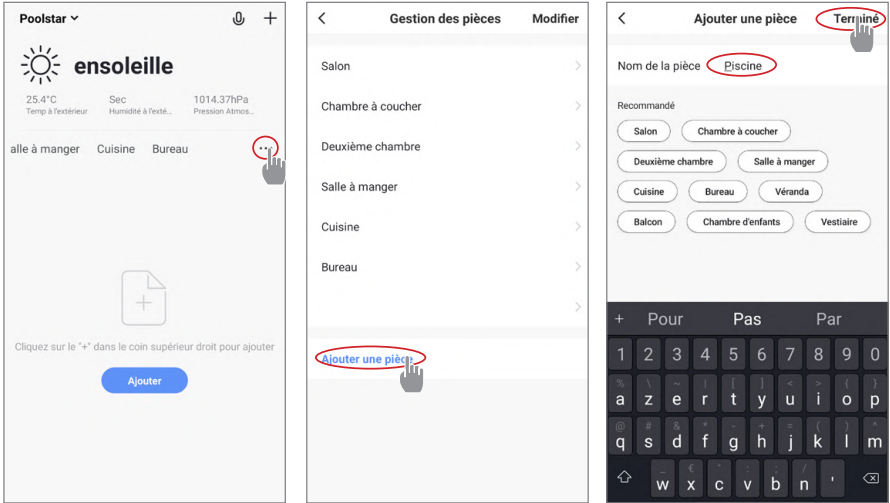 Poolstar
ensoleille
25.4°C Sec 1014.37hPa
Temp à l'extérieur Humidité à l'exté... Pression Atmos...
alle à manger Cuisine Bureau ...
Cliquez sur le "+" dans le coin supérieur droit pour ajouter
Ajouter
Gestion des pièces Modifier
Salon
Chambre à coucher
Deuxième chambre
Salle à manger
Cuisine
Bureau
Ajouter une pièce
Ajouter une pièce Terminé
Nom de la pièce Piscine
Recommandé
Salon Chambre à coucher
Deuxième chambre Salle à manger
Cuisine Bureau Véranda
Balcon Chambre d'enfants Vestiaire
+ Pour Pas Par
1 2 3 4 5 6 7 8 9 0
a z e r t y u i o p
q s d f g h j k l m
w x c v b n '